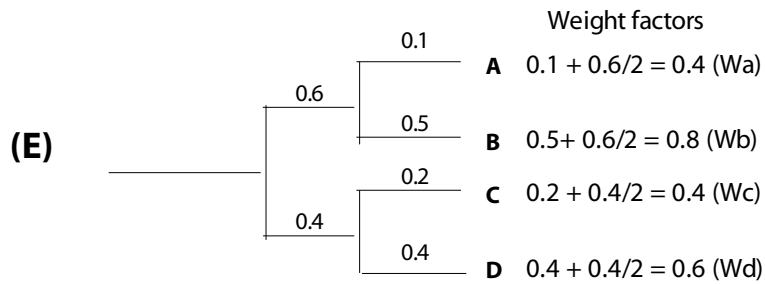 Weight factors
0.1
A 0.1 + 0.6/2 = 0.4 (Wa)
0.6
(E)
0.5
B 0.5+ 0.6/2 = 0.8 (Wb)
0.2
C 0.2 + 0.4/2 = 0.4 (Wc)
0.4
0.4
D 0.4 + 0.4/2 = 0.6 (Wd)